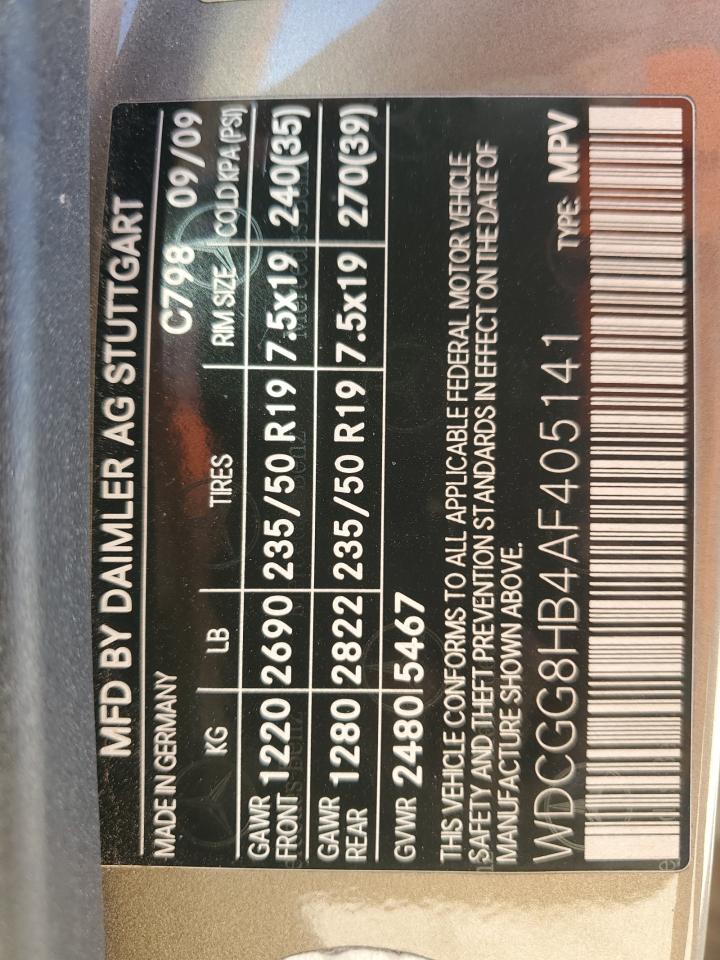 MFD BY DAIMLER AG STUTTGART
MADE IN GERMANY C798 09/09
KG LB TIRES RIM SIZE COLD KPA (PSI)
GAWR
FRONT 1220 2690 235/50 R19 7.5x19 240(35)
GAWR
REAR 1280 2822 235/50 R19 7.5x19 270(39)
GVWR 2480 5467
THIS VEHICLE CONFORMS TO ALL APPLICABLE FEDERAL MOTOR VEHICLE
SAFETY AND THEFT PREVENTION STANDARDS IN EFFECT ON THE DATE OF
MANUFACTURE SHOWN ABOVE.
WDCGG8HB4AF405141 TYPE: MPV